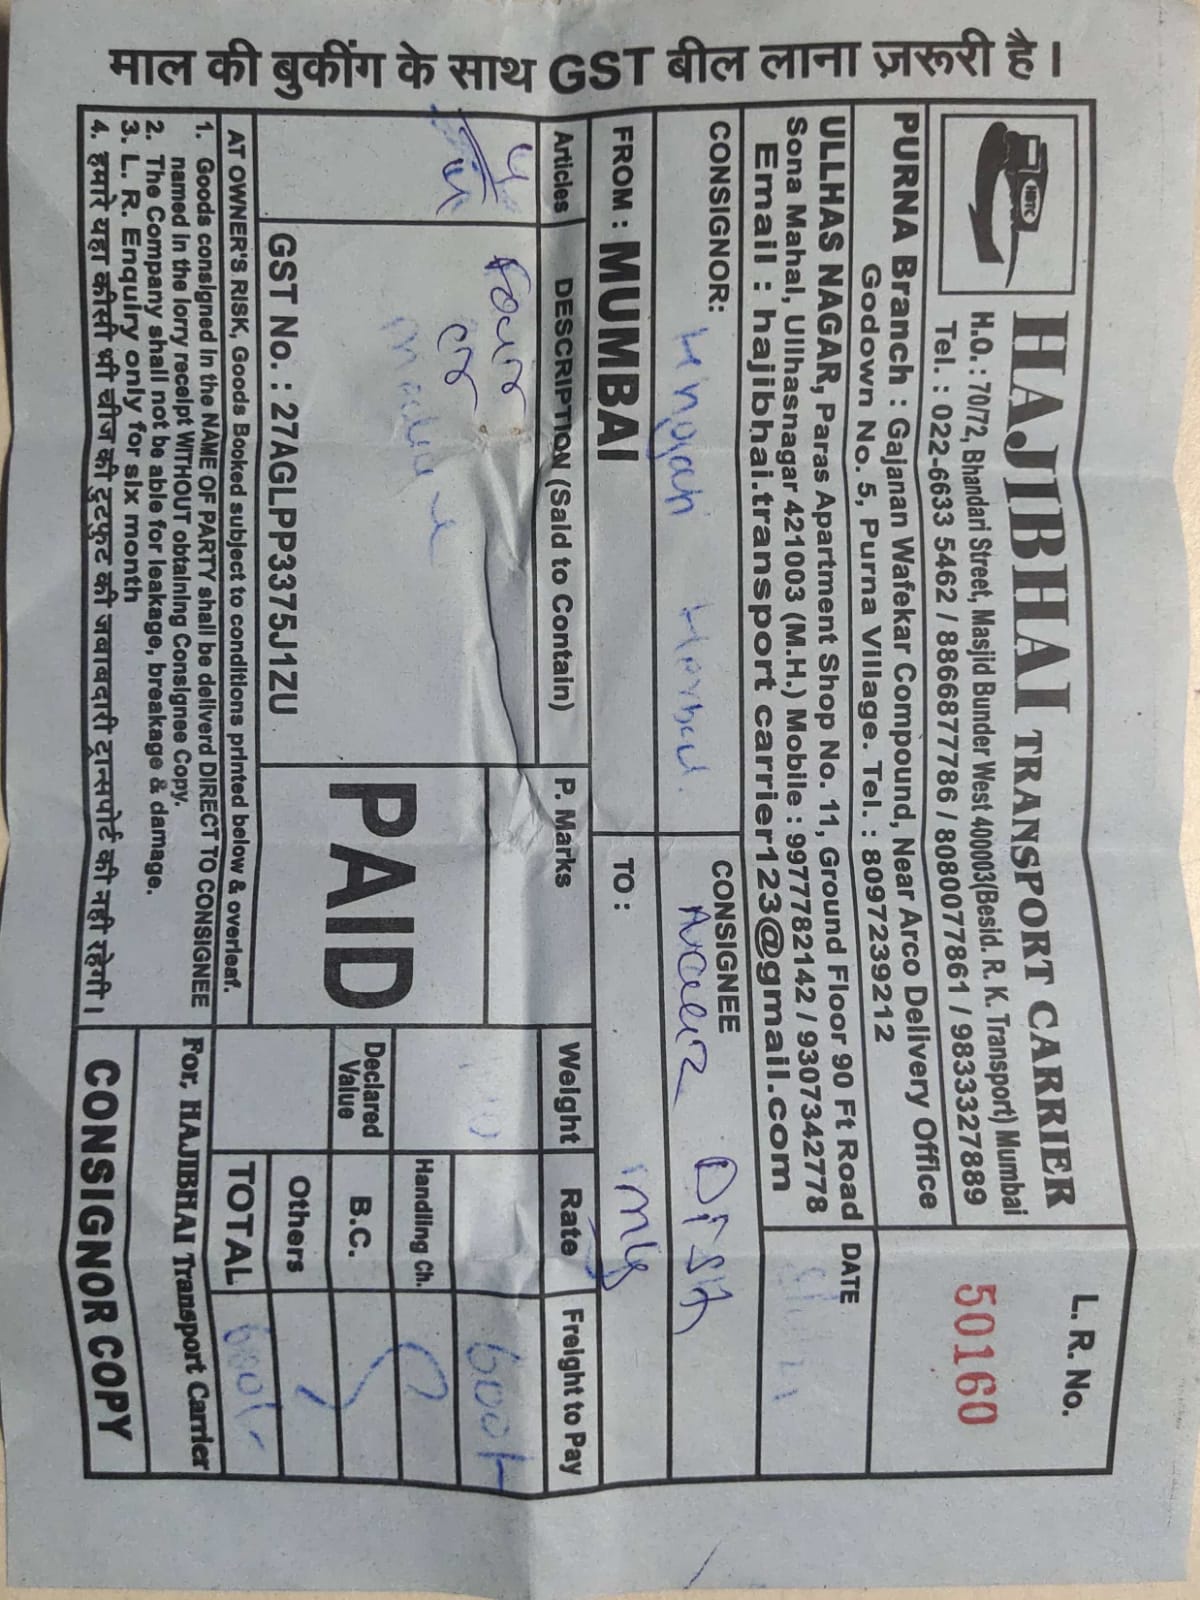 माल की बुकींग के साथ GST बील लाना ज़रूरी है।
HBTC
HAJIBHAI TRANSPORT CARRIER
H.O. : 70/72, Bhandari Street, Masjid Bunder West 400003(Besid. R. K. Transport) Mumbai
Tel. : 022-6633 5462 / 8866877786 / 8080077861 / 9833327889
L. R. No.
50160
PURNA Branch : Gajanan Wafekar Compound, Near Arco Delivery Office
Godown No. 5, Purna Village. Tel. : 8097239212
ULLHAS NAGAR, Paras Apartment Shop No. 11, Ground Floor 90 Ft Road
Sona Mahal, Ullhasnagar 421003 (M.H.) Mobile : 9977782142 / 9307342778
Email : hajibhai.transport carrier123@gmail.com
DATE
CONSIGNOR:
CONSIGNEE
FROM : MUMBAI
TO :
Articles DESCRIPTION (Said to Contain) P. Marks Weight Rate Freight to Pay
4 Four 600/-
Handling Ch.
Declared Value B.C.
PAID
Others
GST No. : 27AGLPP3375J1ZU
TOTAL 600/-
AT OWNER'S RISK, Goods Booked subject to conditions printed below & overleaf.
1. Goods consigned in the NAME OF PARTY shall be deliverd DIRECT TO CONSIGNEE
named in the lorry receipt WITHOUT obtaining Consignee Copy.
2. The Company shall not be able for leakage, breakage & damage.
3. L. R. Enquiry only for six month
4. हमारे यहा कीसी भी चीज की टुटफुट की जबाबदारी ट्रान्सपोर्ट की नही रहेगी।
For, HAJIBHAI Transport Carrier
CONSIGNOR COPY